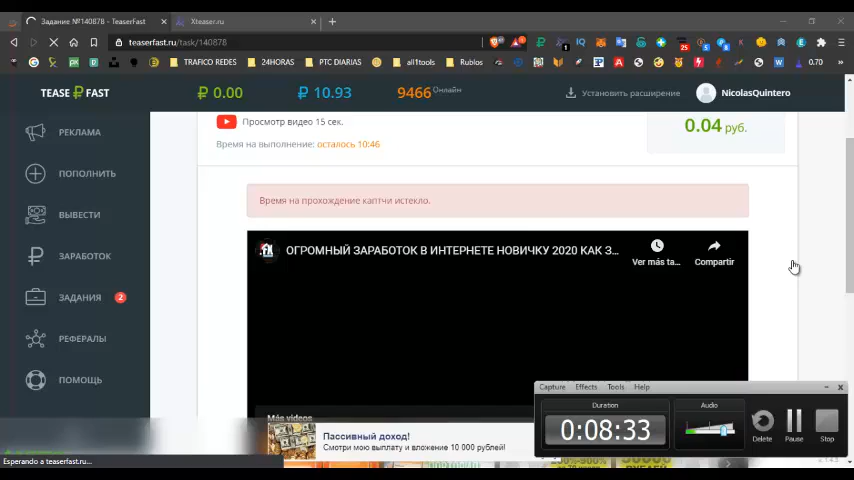 Задание №140878 - TeaserFast
Xteaser.ru
teaserfast.ru/task/140878
TRAFICO REDES
24HORAS
PTC DIARIAS
all1tools
Rublos
0.70
TEASE FAST
0.00
10.93
9466 Онлайн
Установить расширение
NicolasQuintero
РЕКЛАМА
ПОПОЛНИТЬ
ВЫВЕСТИ
ЗАРАБОТОК
ЗАДАНИЯ
2
РЕФЕРАЛЫ
ПОМОЩЬ
Просмотр видео 15 сек.
Время на выполнение: осталось 10:46
0.04 руб.
Время на прохождение каптчи истекло.
ОГРОМНЫЙ ЗАРАБОТОК В ИНТЕРНЕТЕ НОВИЧКУ 2020 КАК З...
Ver más ta...
Compartir
Más videos
Пассивный доход!
Смотри мою выплату и вложение 10 000 рублей!
Capture
Effects
Tools
Help
Duration
0:08:33
Audio
Delete
Pause
Stop
Esperando a teaserfast.ru...